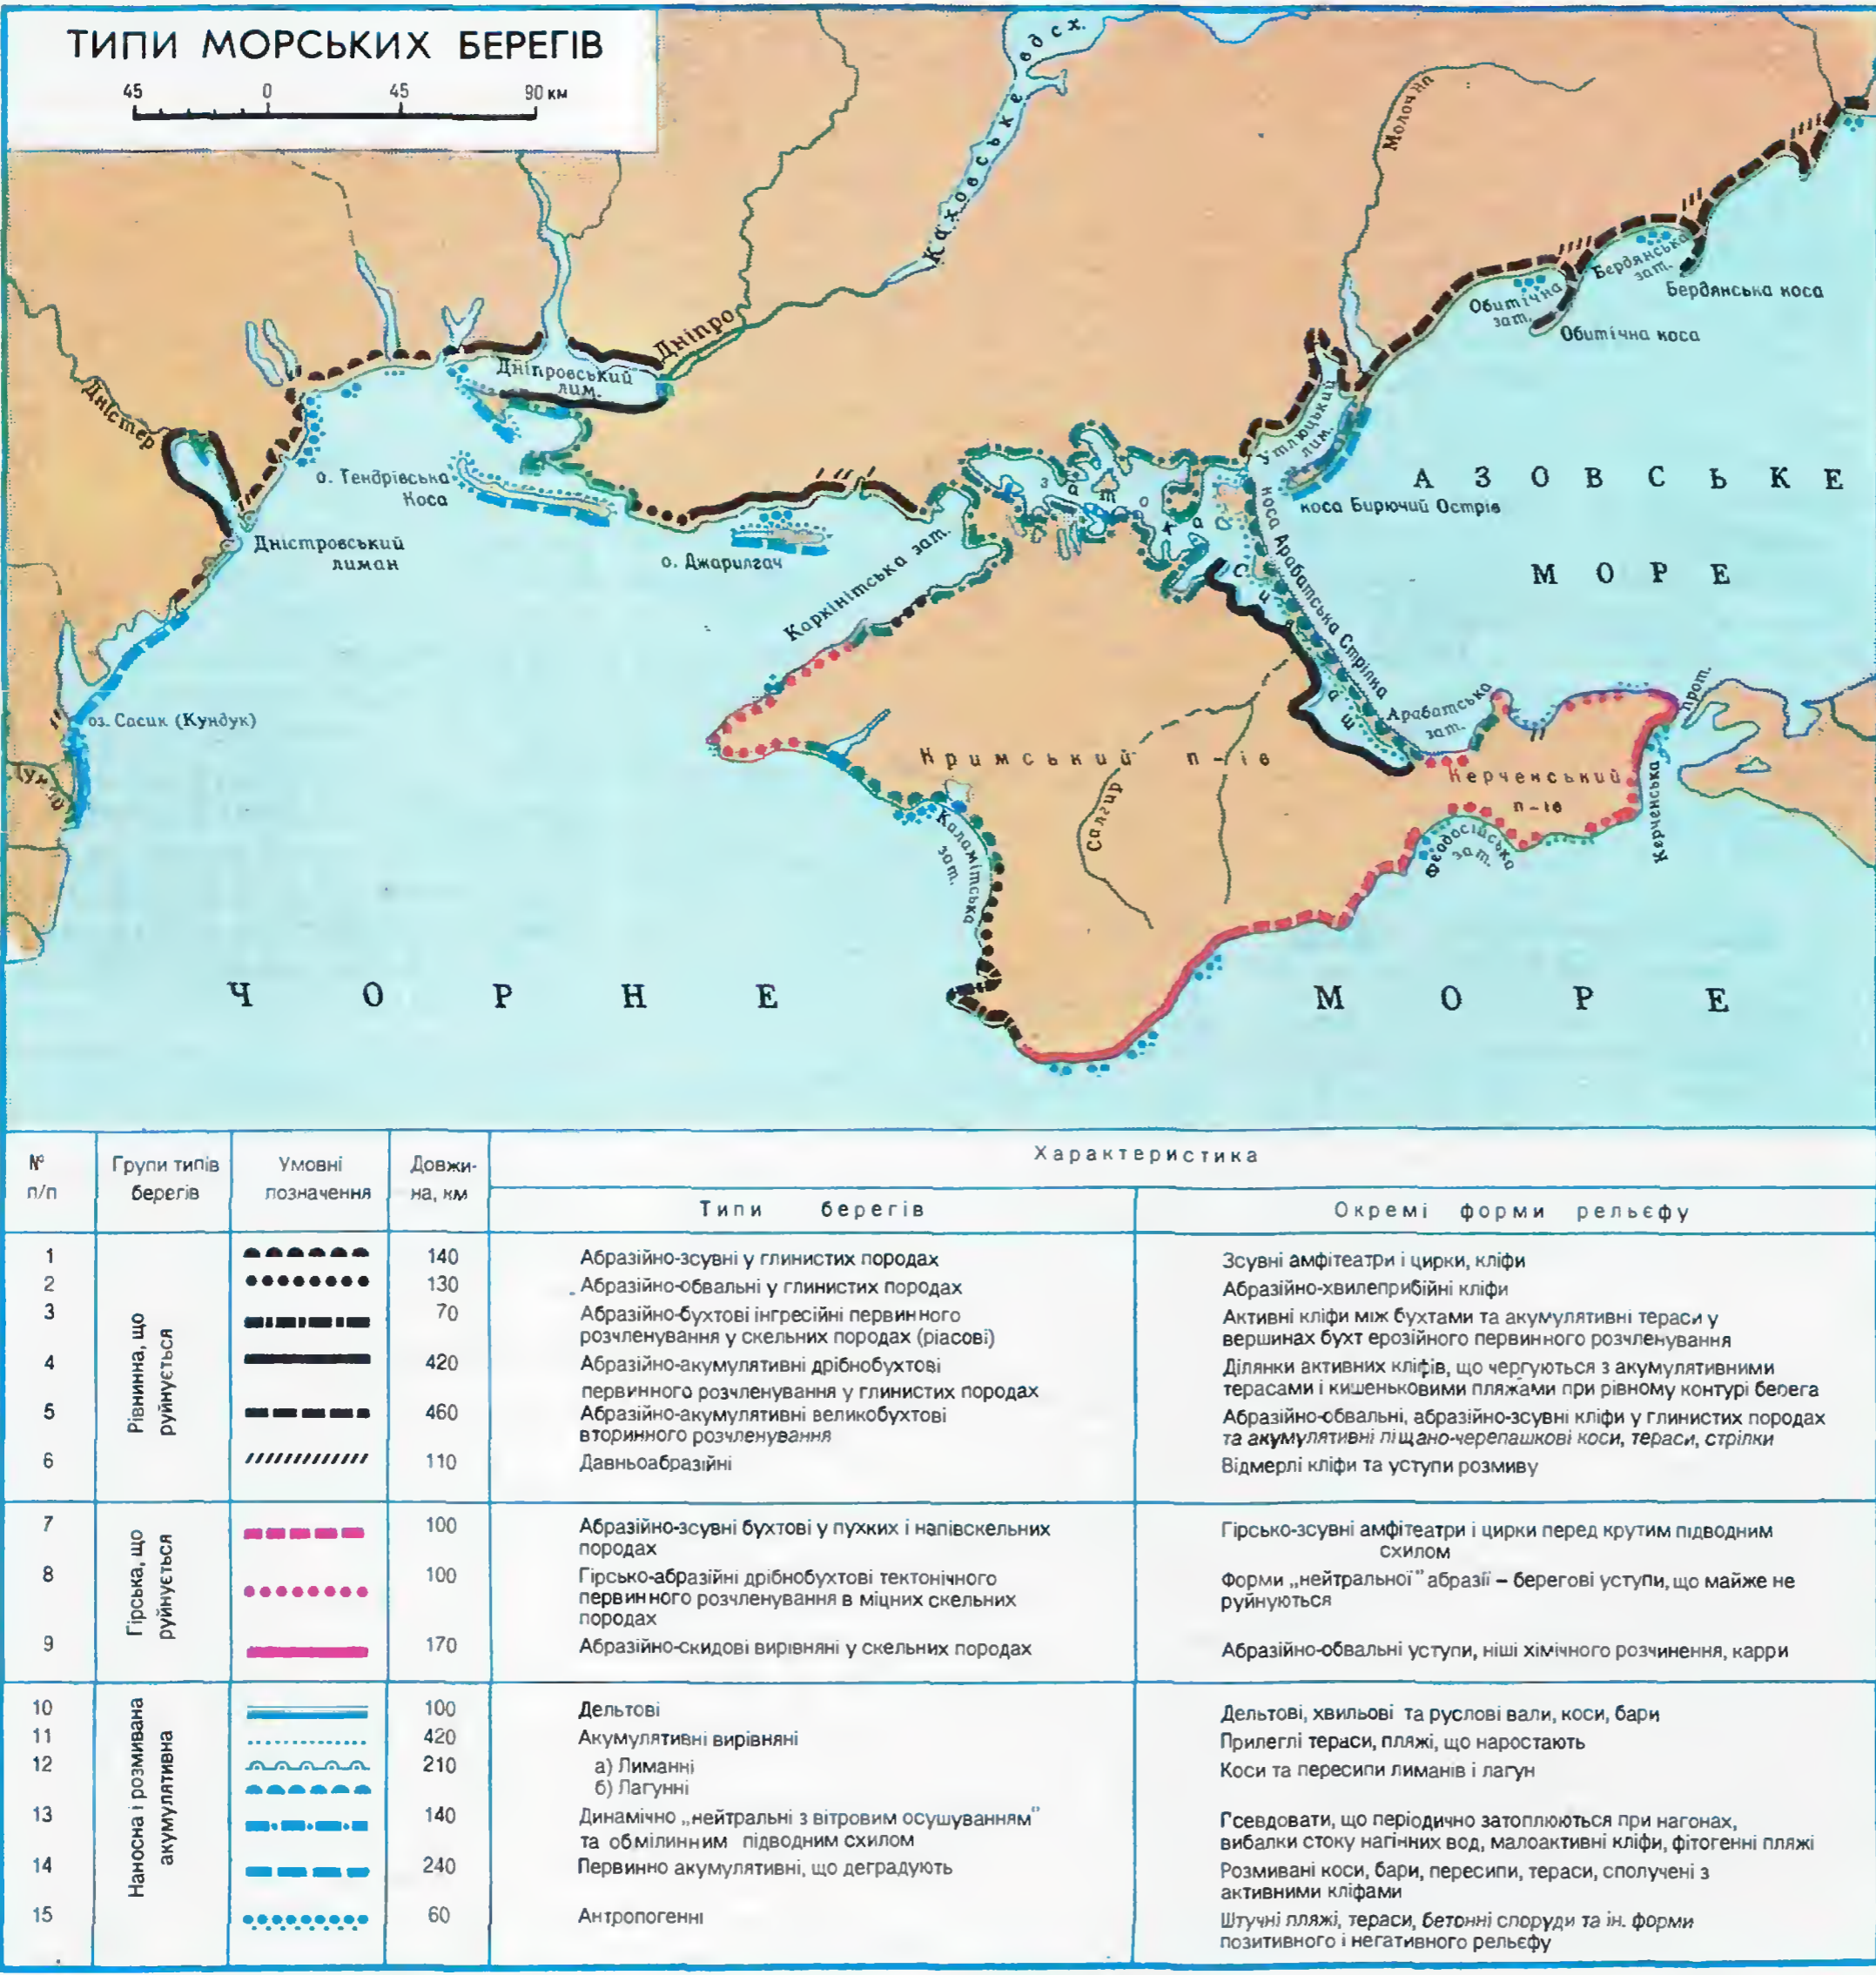 ТИПИ МОРСЬКИХ БЕРЕГІВ
45 0 45 90 км
Каховське вдсх.
Молочна
Дністер
Дніпро
Дніпровський
лим.
Бердянська
зат.
Бердянська коса
Обитічна
зат.
Обитічна коса
Утлюцький
лим.
коса Бирючий Острів
АЗОВСЬКЕ
МОРЕ
о. Тендрівська
Коса
Дністровський
лиман
о. Джарилгач
Каркінітська зат.
затока
Сиваш
коса Арабатська Стрілка
Арабатська
зат.
прот.
Керченська
оз. Сасик (Кундук)
Кримський п-ів
Керченський
п-ів
Салгир
Каламітська
зат.
Феодосійська
зат.
ЧОРНЕ МОРЕ
№
п/п
Групи типів
берегів
Умовні
позначення
Довжи-
на, км
Характеристика
Типи берегів
Окремі форми рельєфу
Рівнинна, що
руйнується
1 140 Абразійно-зсувні у глинистих породах Зсувні амфітеатри і цирки, кліфи
2 130 Абразійно-обвальні у глинистих породах Абразійно-хвилеприбійні кліфи
3 70 Абразійно-бухтові інгресійні первинного Активні кліфи між бухтами та акумулятивні тераси у
розчленування у скельних породах (ріасові) вершинах бухт ерозійного первинного розчленування
4 420 Абразійно-акумулятивні дрібнобухтові Ділянки активних кліфів, що чергуються з акумулятивними
первинного розчленування у глинистих породах терасами і кишеньковими пляжами при рівному контурі берега
5 460 Абразійно-акумулятивні великобухтові Абразійно-обвальні, абразійно-зсувні кліфи у глинистих породах
вторинного розчленування та акумулятивні піщано-черепашкові коси, тераси, стрілки
6 110 Давньоабразійні Відмерлі кліфи та уступи розмиву
Гірська, що
руйнується
7 100 Абразійно-зсувні бухтові у пухких і напівскельних Гірсько-зсувні амфітеатри і цирки перед крутим підводним
породах схилом
8 100 Гірсько-абразійні дрібнобухтові тектонічного Форми „нейтральної” абразії – берегові уступи, що майже не
первинного розчленування в міцних скельних руйнуються
породах
9 170 Абразійно-скидові вирівняні у скельних породах Абразійно-обвальні уступи, ніші хімічного розчинення, карри
Наносна і розмивана
акумулятивна
10 100 Дельтові Дельтові, хвильові та руслові вали, коси, бари
11 420 Акумулятивні вирівняні Прилеглі тераси, пляжі, що наростають
12 210 а) Лиманні Коси та пересипи лиманів і лагун
б) Лагунні
13 140 Динамічно „нейтральні з вітровим осушуванням” Псевдовати, що періодично затоплюються при нагонах,
та обмілинним підводним схилом вибалки стоку нагінних вод, малоактивні кліфи, фітогенні пляжі
14 240 Первинно акумулятивні, що деградують Розмивані коси, бари, пересипи, тераси, сполучені з
активними кліфами
15 60 Антропогенні Штучні пляжі, тераси, бетонні споруди та ін. форми
позитивного і негативного рельєфу